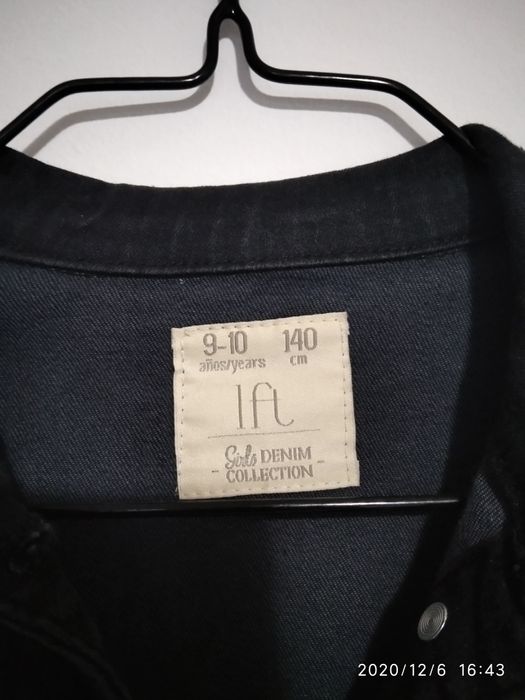 9-10 140
años/years cm
lft
- Girls DENIM -
COLLECTION
2020/12/6 16:43